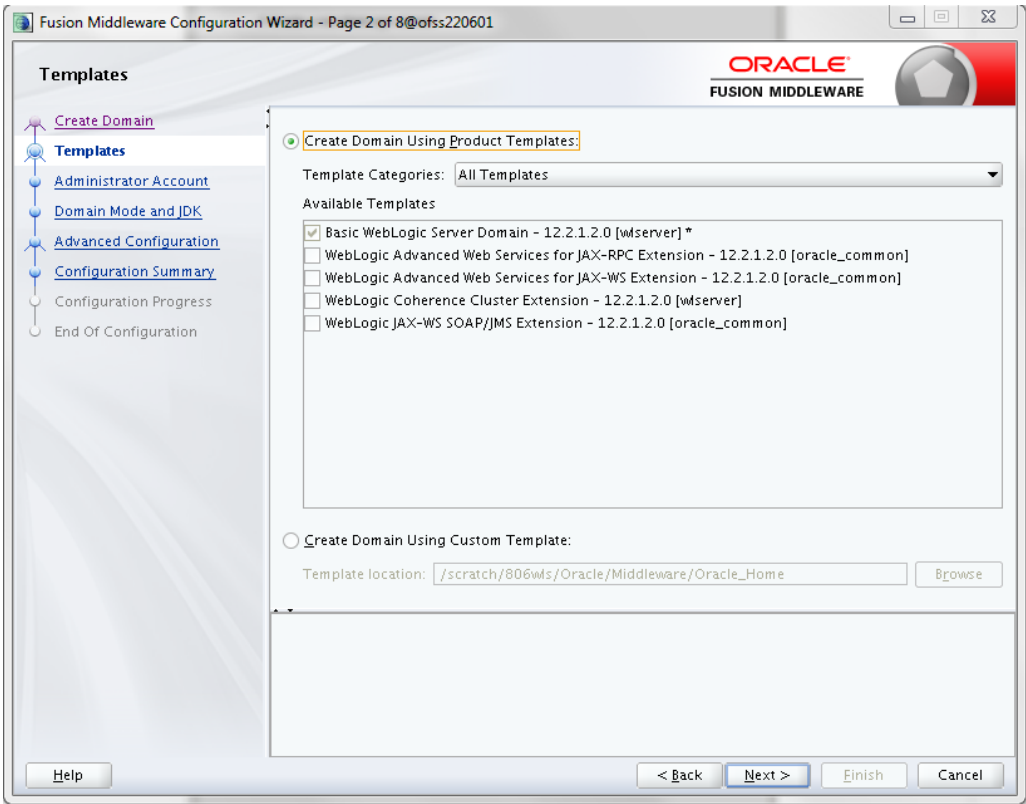 Fusion Middleware Configuration Wizard - Page 2 of 8@ofss220601
Templates
ORACLE
FUSION MIDDLEWARE
Create Domain
Templates
Administrator Account
Domain Mode and JDK
Advanced Configuration
Configuration Summary
Configuration Progress
End Of Configuration
Create Domain Using Product Templates:
Template Categories: All Templates
Available Templates
Basic WebLogic Server Domain - 12.2.1.2.0 [wlserver] *
WebLogic Advanced Web Services for JAX-RPC Extension - 12.2.1.2.0 [oracle_common]
WebLogic Advanced Web Services for JAX-WS Extension - 12.2.1.2.0 [oracle_common]
WebLogic Coherence Cluster Extension - 12.2.1.2.0 [wlserver]
WebLogic JAX-WS SOAP/JMS Extension - 12.2.1.2.0 [oracle_common]
Create Domain Using Custom Template:
Template location: /scratch/806wls/Oracle/Middleware/Oracle_Home Browse
Help < Back Next > Finish Cancel